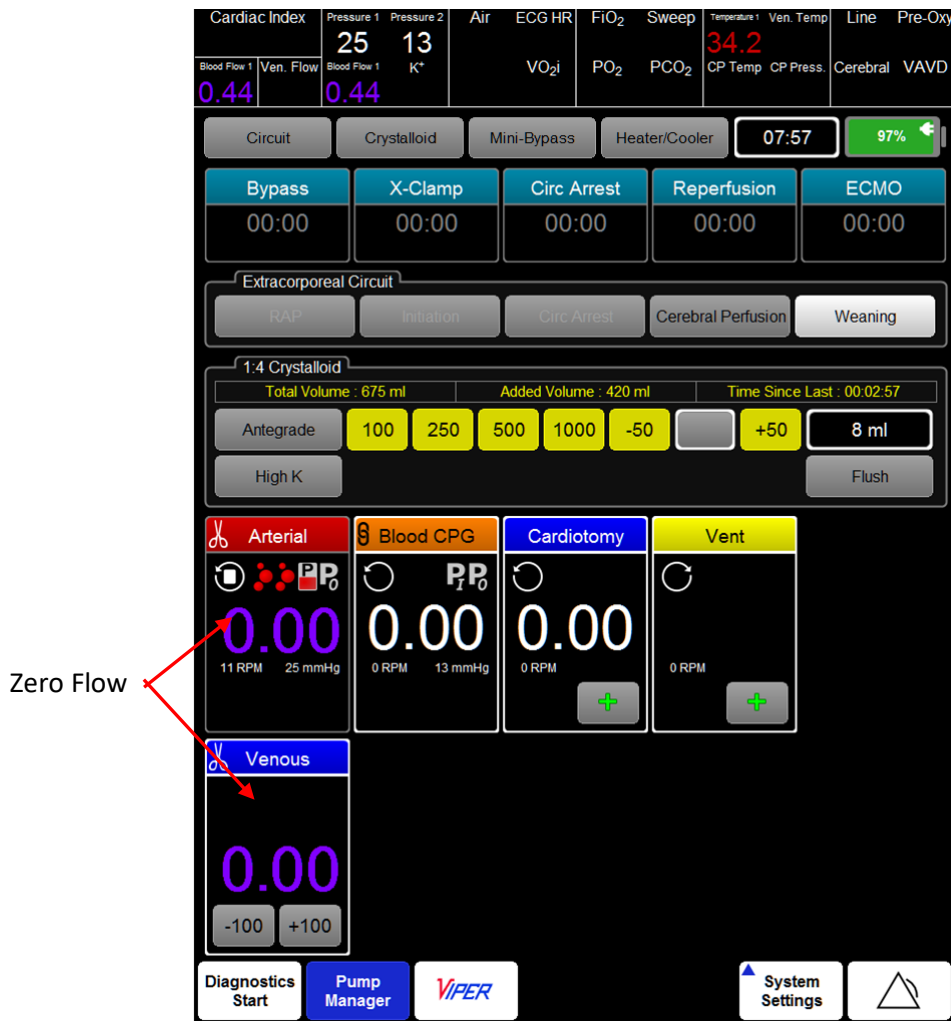 Cardiac Index Pressure 1 Pressure 2 Air ECG HR FiO₂ Sweep Temperature 1 Ven. Temp Line Pre-Oxy
25 13 34.2
Blood Flow 1 Ven. Flow Blood Flow 1 K⁺ VO₂i PO₂ PCO₂ CP Temp CP Press. Cerebral VAVD
0.44 0.44
Circuit Crystalloid Mini-Bypass Heater/Cooler 07:57 97%
Bypass X-Clamp Circ Arrest Reperfusion ECMO
00:00 00:00 00:00 00:00 00:00
Extracorporeal Circuit
RAP Initiation Circ Arrest Cerebral Perfusion Weaning
1:4 Crystalloid
Total Volume : 675 ml Added Volume : 420 ml Time Since Last : 00:02:57
Antegrade 100 250 500 1000 -50 +50 8 ml
High K Flush
Arterial Blood CPG Cardiotomy Vent
P P₀ P_I P₀
0.00 0.00 0.00
11 RPM 25 mmHg 0 RPM 13 mmHg 0 RPM 0 RPM
Zero Flow
Venous
0.00
-100 +100
Diagnostics Start
Pump Manager
VIPER
System Settings